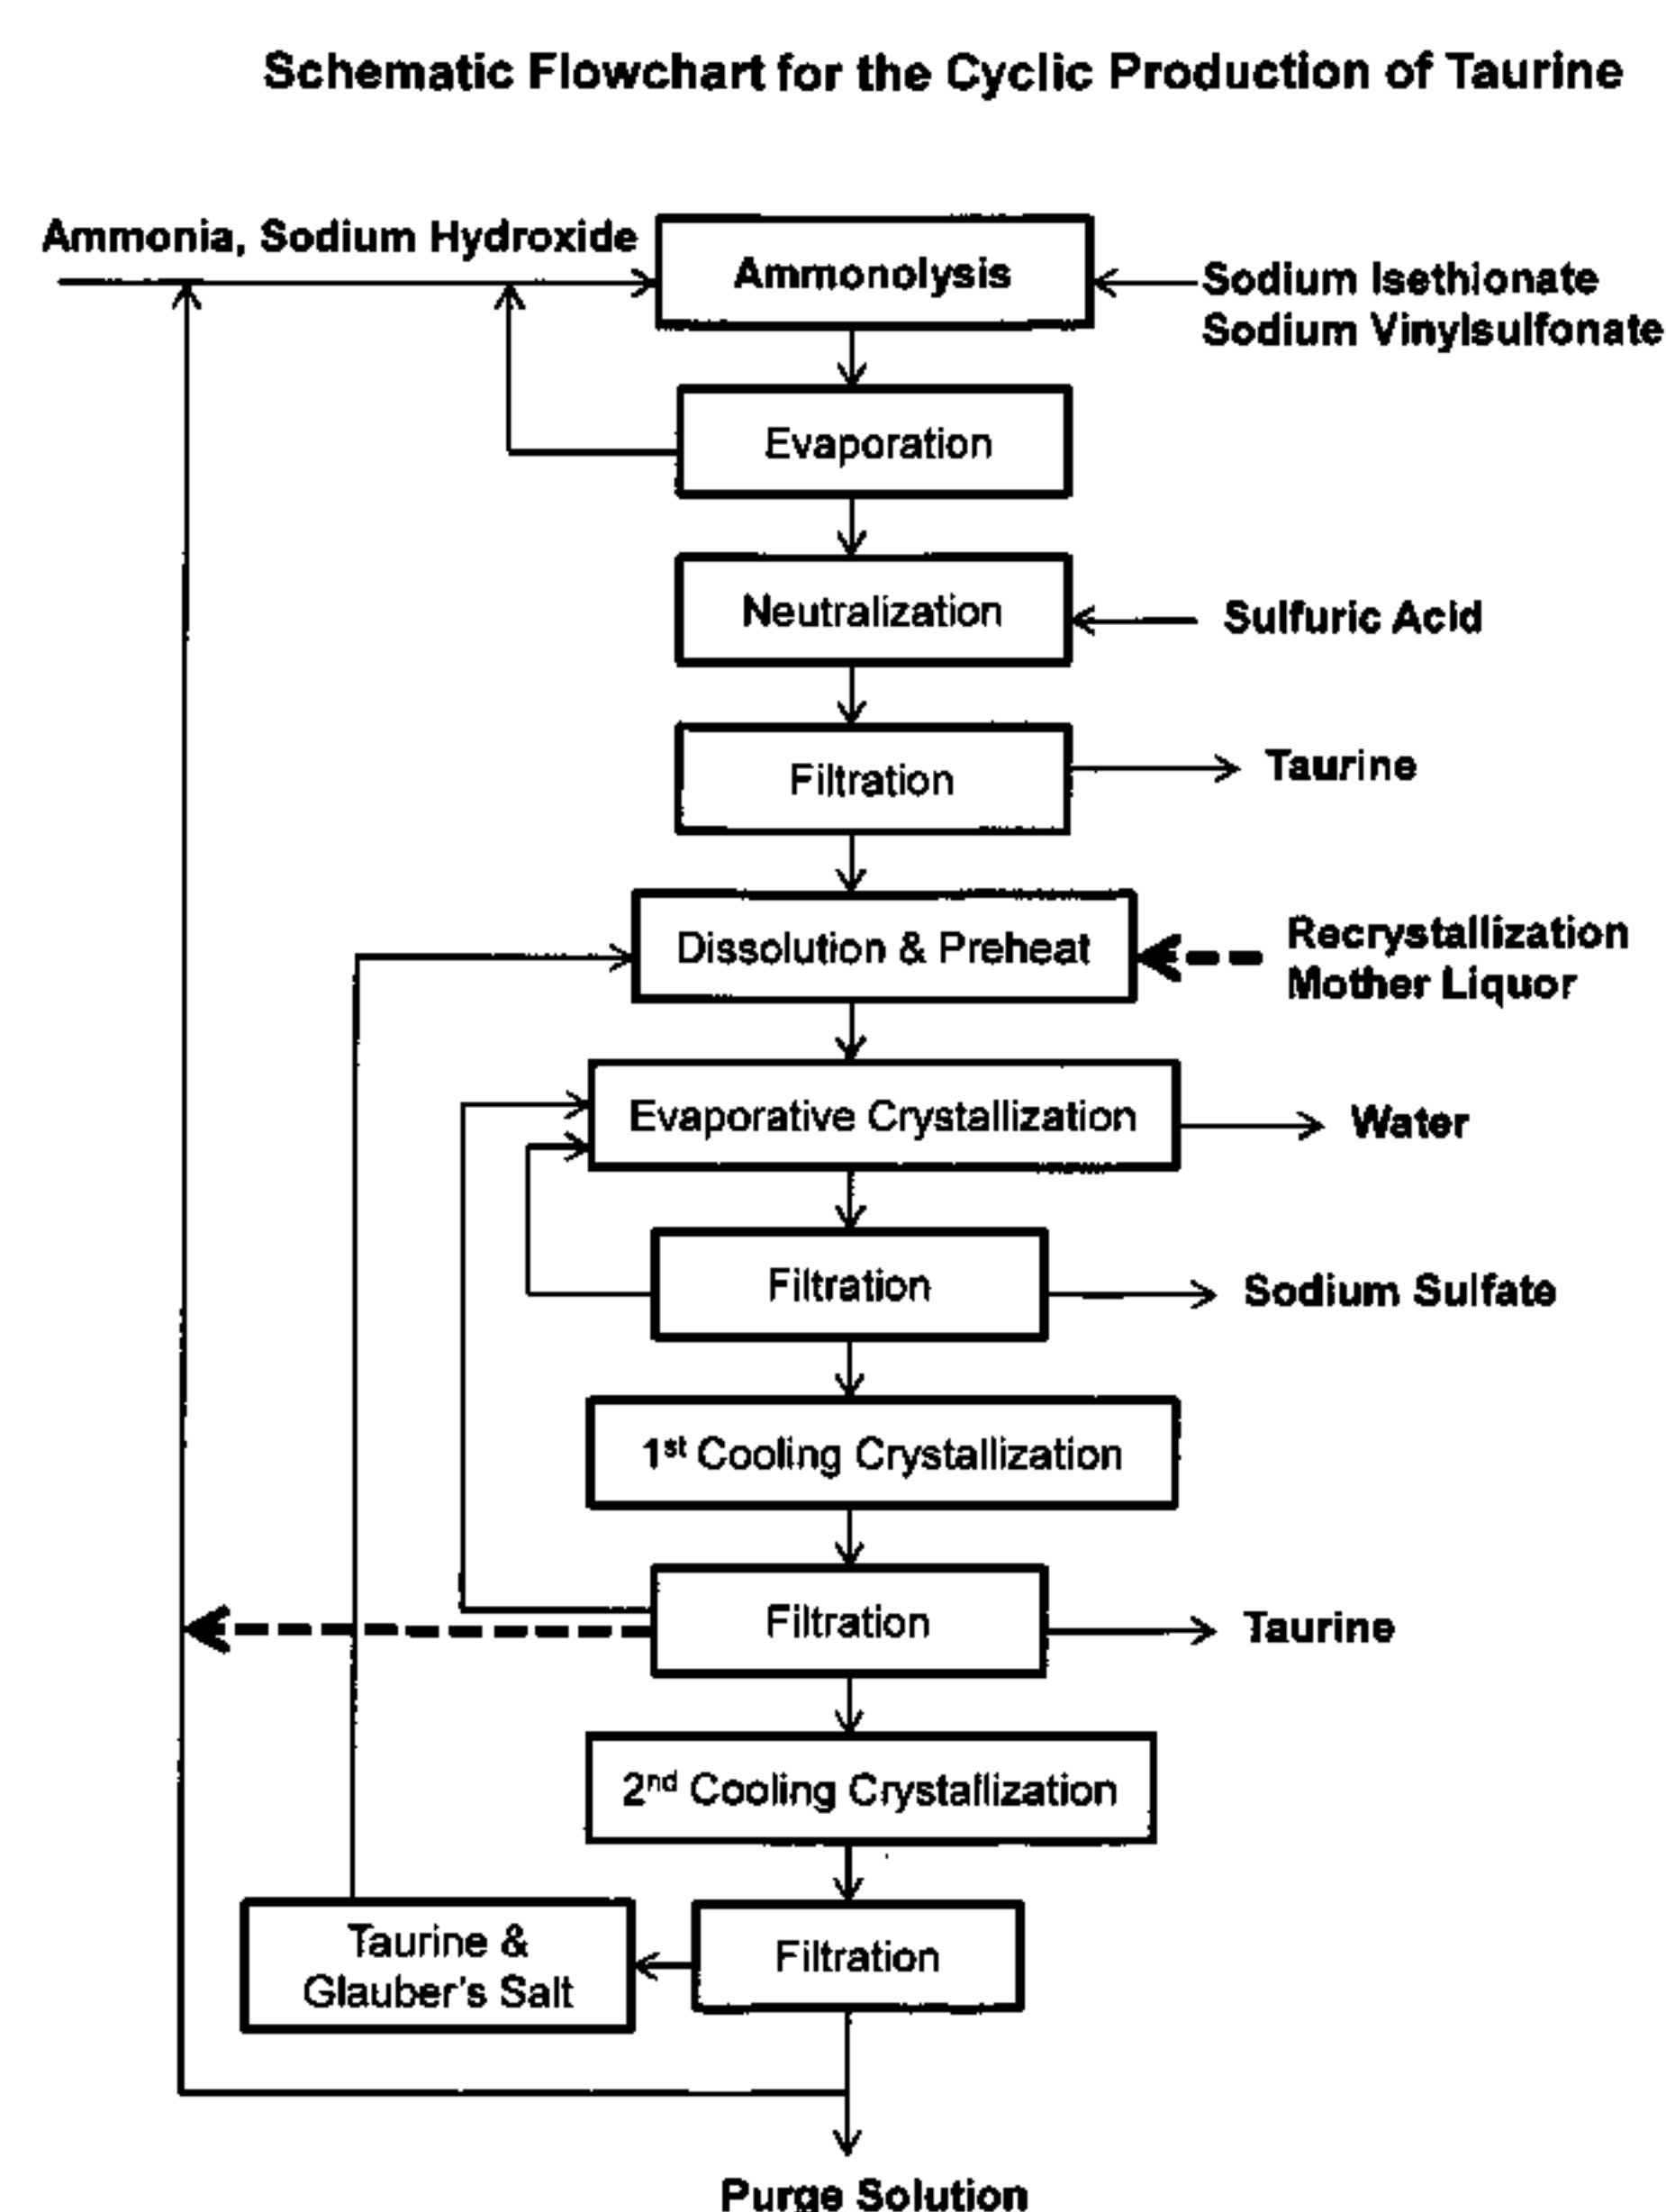 Schematic Flowchart for the Cyclic Production of Taurine
Ammonia, Sodium Hydroxide
Ammonolysis
Sodium Isethionate
Sodium Vinylsulfonate
Evaporation
Neutralization
Sulfuric Acid
Filtration
Taurine
Dissolution & Preheat
Recrystallization
Mother Liquor
Evaporative Crystallization
Water
Filtration
Sodium Sulfate
1st Cooling Crystallization
Filtration
Taurine
2nd Cooling Crystallization
Taurine &
Glauber's Salt
Filtration
Purge Solution